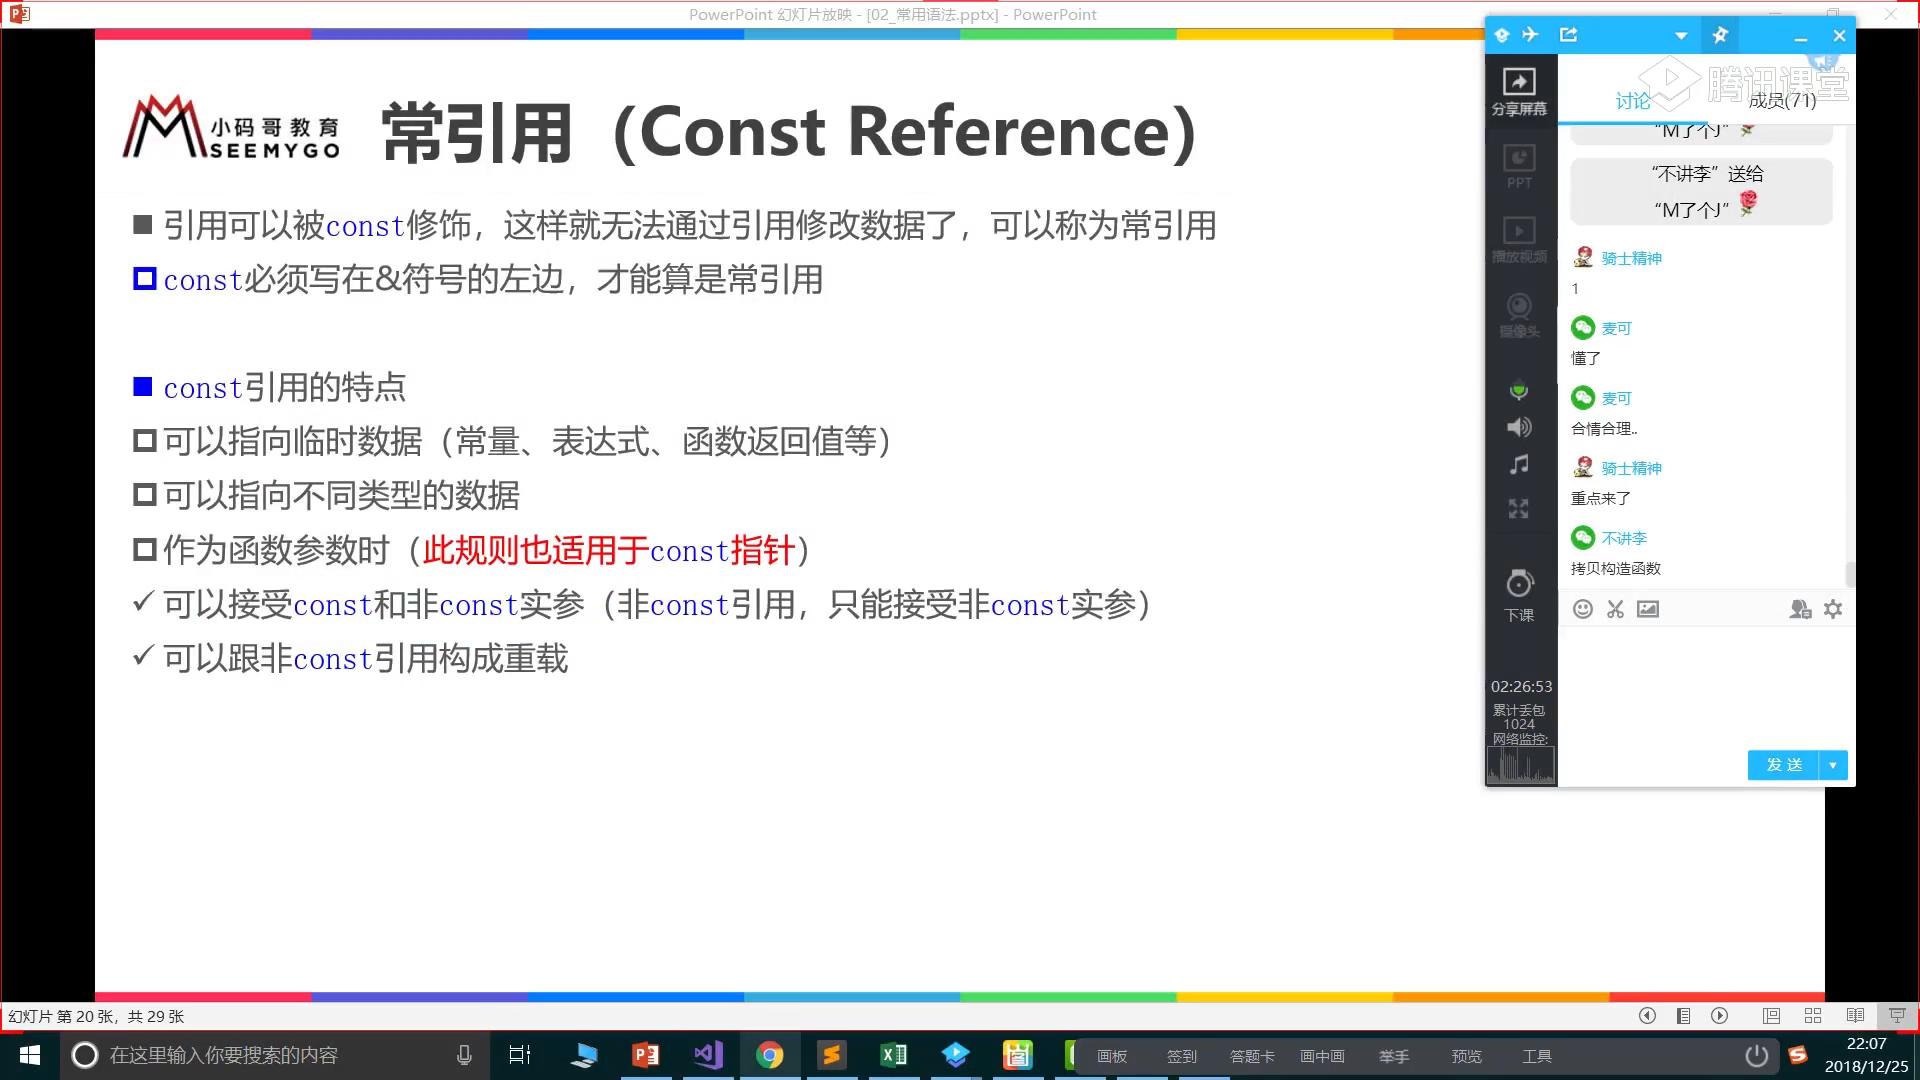 PowerPoint 幻灯片放映 - [02_常用语法.pptx] - PowerPoint
小码哥教育
SEEMYGO
常引用（Const Reference）
引用可以被const修饰，这样就无法通过引用修改数据了，可以称为常引用
const必须写在&符号的左边，才能算是常引用
const引用的特点
可以指向临时数据（常量、表达式、函数返回值等）
可以指向不同类型的数据
作为函数参数时（此规则也适用于const指针）
可以接受const和非const实参（非const引用，只能接受非const实参）
可以跟非const引用构成重载
分享屏幕
PPT
播放视频
摄像头
下课
02:26:53
累计丢包
1024
网络监控:
腾讯课堂
讨论
成员(71)
“M了个J”
“不讲李”送给
“M了个J”
骑士精神
1
麦可
懂了
麦可
合情合理..
骑士精神
重点来了
不讲李
拷贝构造函数
发送
幻灯片 第 20 张，共 29 张
在这里输入你要搜索的内容
画板
签到
答题卡
画中画
举手
预览
工具
22:07
2018/12/25